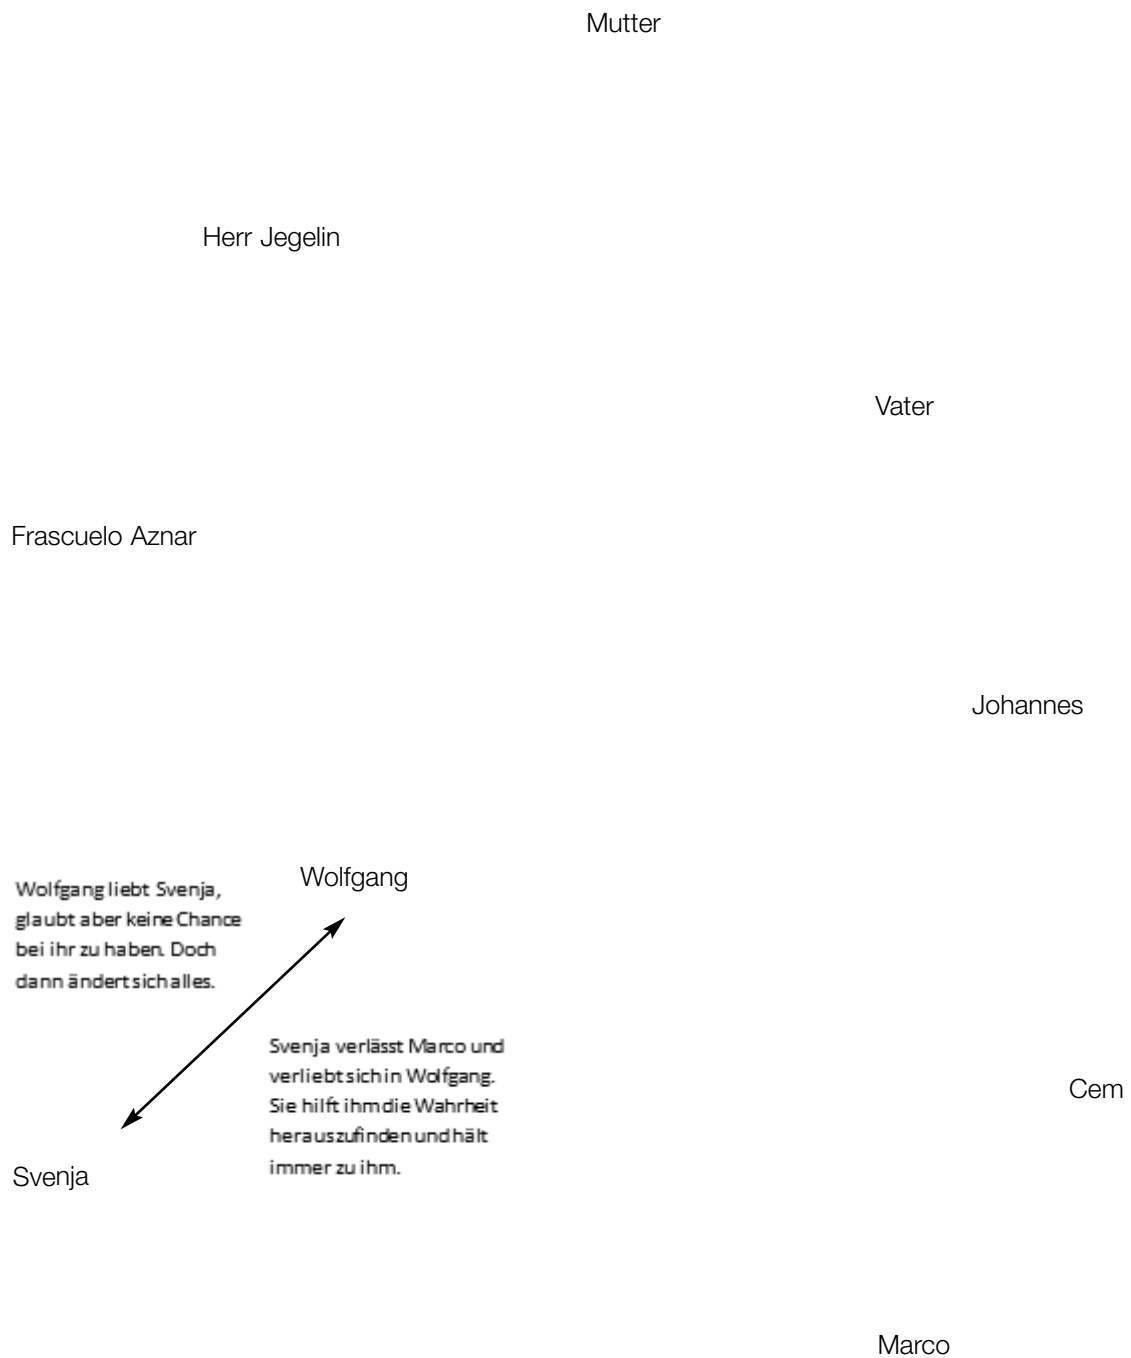 Mutter
Herr Jegelin
Vater
Frascuelo Aznar
Johannes
Wolfgang
Wolfgang liebt Svenja,
glaubt aber keine Chance
bei ihr zu haben. Doch
dann ändert sich alles.
Svenja verlässt Marco und
verliebt sich in Wolfgang.
Sie hilft ihm die Wahrheit
herauszufinden und hält
immer zu ihm.
Cem
Svenja
Marco